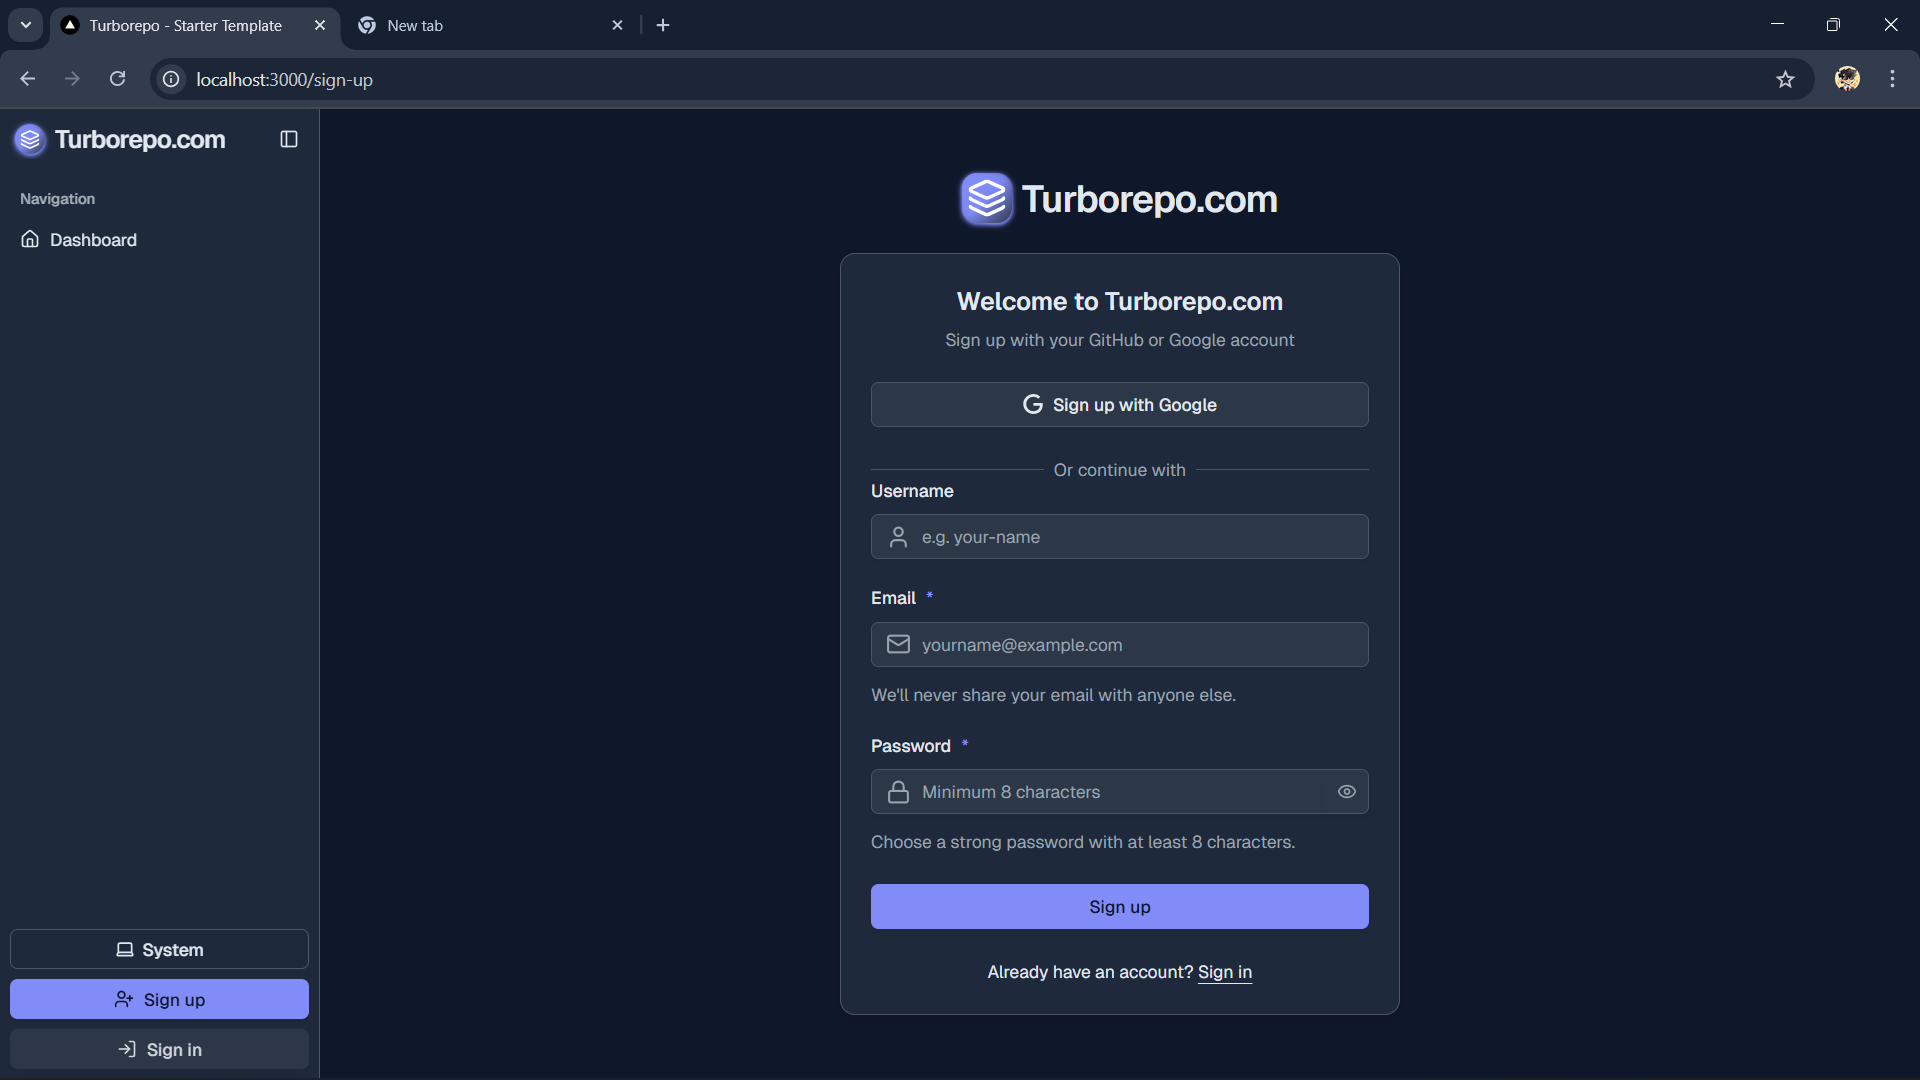 Turborepo - Starter Template
New tab
localhost:3000/sign-up
Turborepo.com
Navigation
Dashboard
System
Sign up
Sign in
Turborepo.com
Welcome to Turborepo.com
Sign up with your GitHub or Google account
Sign up with Google
Or continue with
Username
e.g. your-name
Email *
yourname@example.com
We'll never share your email with anyone else.
Password *
Minimum 8 characters
Choose a strong password with at least 8 characters.
Sign up
Already have an account? Sign in